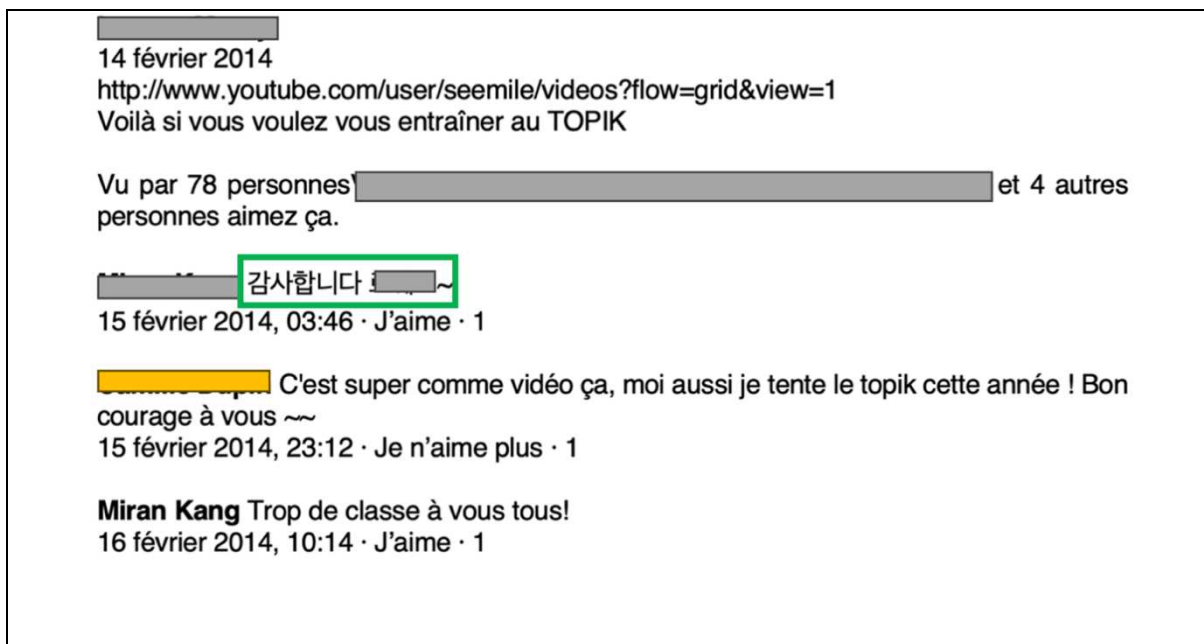 14 février 2014
http://www.youtube.com/user/seemile/videos?flow=grid&view=1
Voilà si vous voulez vous entraîner au TOPIK
Vu par 78 personnes et 4 autres
personnes aimez ça.
감사합니다 ~
15 février 2014, 03:46 · J'aime · 1
C'est super comme vidéo ça, moi aussi je tente le topik cette année ! Bon
courage à vous ~~
15 février 2014, 23:12 · Je n'aime plus · 1
Miran Kang Trop de classe à vous tous!
16 février 2014, 10:14 · J'aime · 1